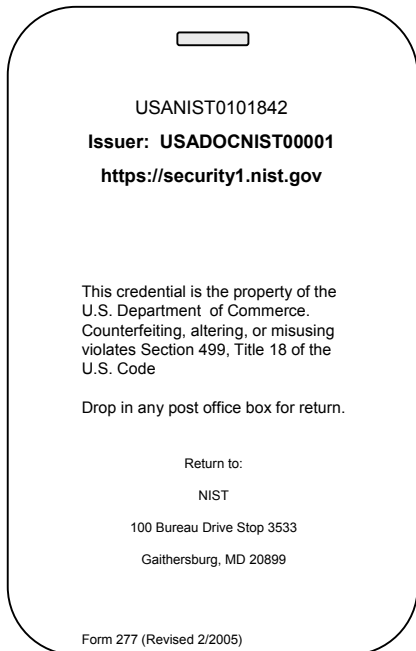 USANIST0101842
Issuer: USADOCNIST00001
https://security1.nist.gov
This credential is the property of the
U.S. Department of Commerce.
Counterfeiting, altering, or misusing
violates Section 499, Title 18 of the
U.S. Code
Drop in any post office box for return.
Return to:
NIST
100 Bureau Drive Stop 3533
Gaithersburg, MD 20899
Form 277 (Revised 2/2005)